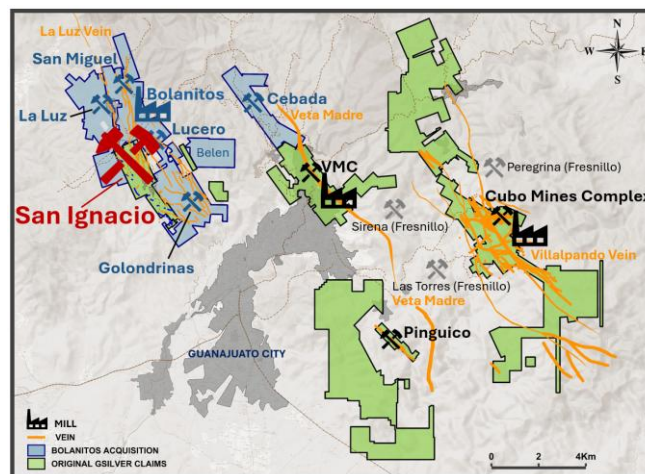 La Luz Vein
San Miguel
Bolanitos
La Luz
Lucero
Belen
San Ignacio
Golondrinas
Cebada
Veta Madre
VMC
Sirena (Fresnillo)
Peregrina (Fresnillo)
Cubo Mines Complex
Villalpando Vein
Las Torres (Fresnillo)
Veta Madre
Pinguico
GUANAJUATO CITY
N
W
E
S
MILL
VEIN
BOLANITOS ACQUISITION
ORIGINAL GSILVER CLAIMS
0 2 4Km